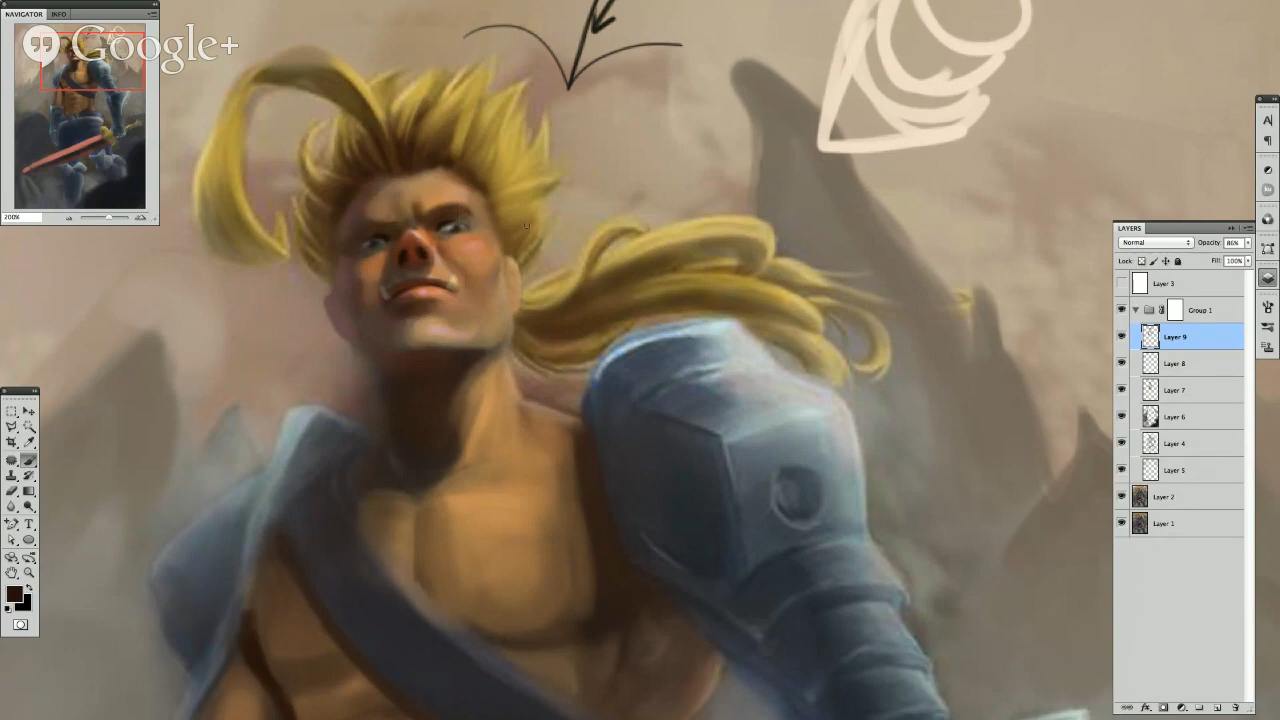 NAVIGATOR INFO
Google+
200%
LAYERS
Normal Opacity: 86%
Lock: Fill: 100%
Layer 3
Group 1
Layer 9
Layer 8
Layer 7
Layer 6
Layer 4
Layer 5
Layer 2
Layer 1